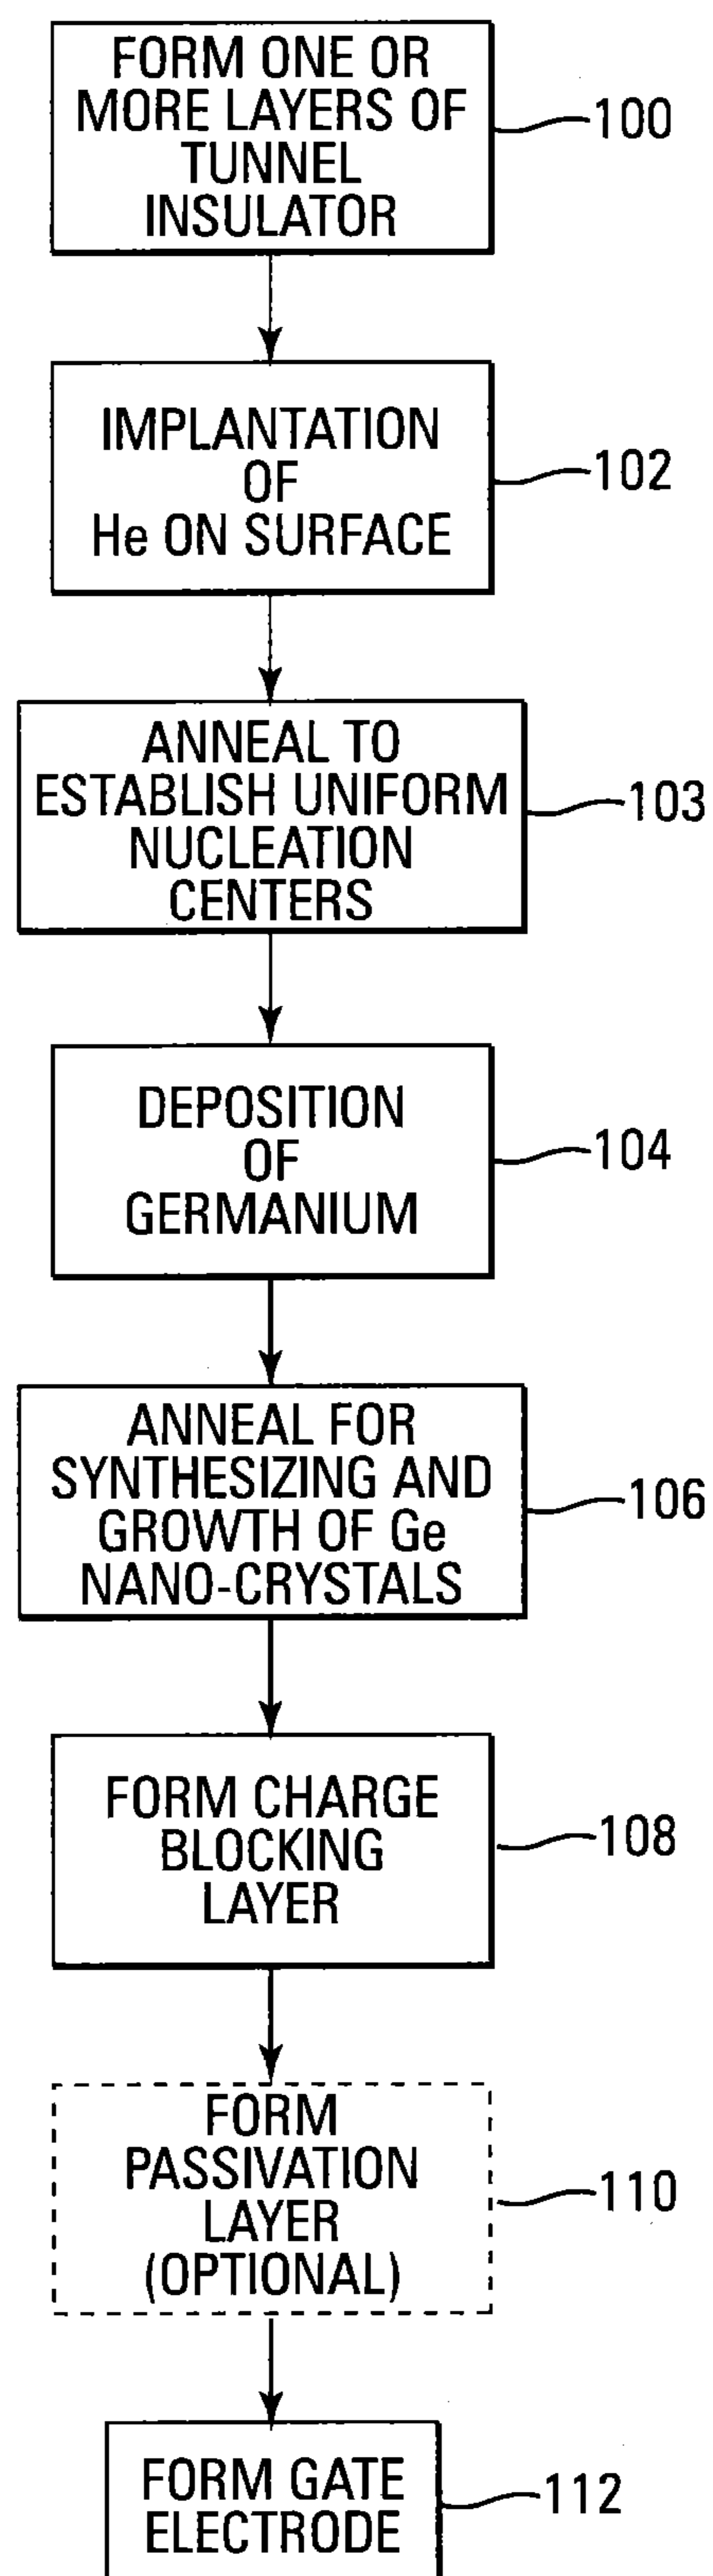 FORM ONE OR
MORE LAYERS OF
TUNNEL
INSULATOR
100
IMPLANTATION
OF
He ON SURFACE
102
ANNEAL TO
ESTABLISH UNIFORM
NUCLEATION
CENTERS
103
DEPOSITION
OF
GERMANIUM
104
ANNEAL FOR
SYNTHESIZING AND
GROWTH OF Ge
NANO-CRYSTALS
106
FORM CHARGE
BLOCKING
LAYER
108
FORM
PASSIVATION
LAYER
(OPTIONAL)
110
FORM GATE
ELECTRODE
112